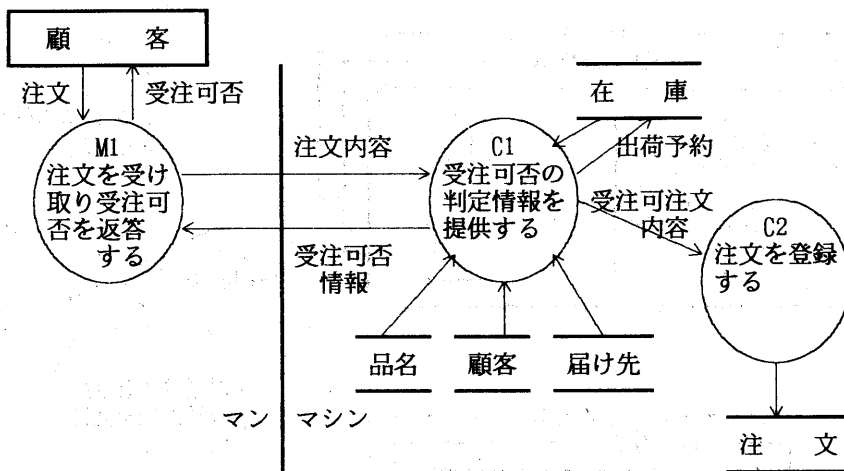 顧 客
注文
受注可否
在 庫
M1
注文を受け
取り受注可
否を返答
する
注文内容
C1
受注可否の
判定情報を
提供する
出荷予約
受注可注文
内容
C2
注文を登録
する
受注可否
情報
品名
顧客
届け先
マン
マシン
注 文